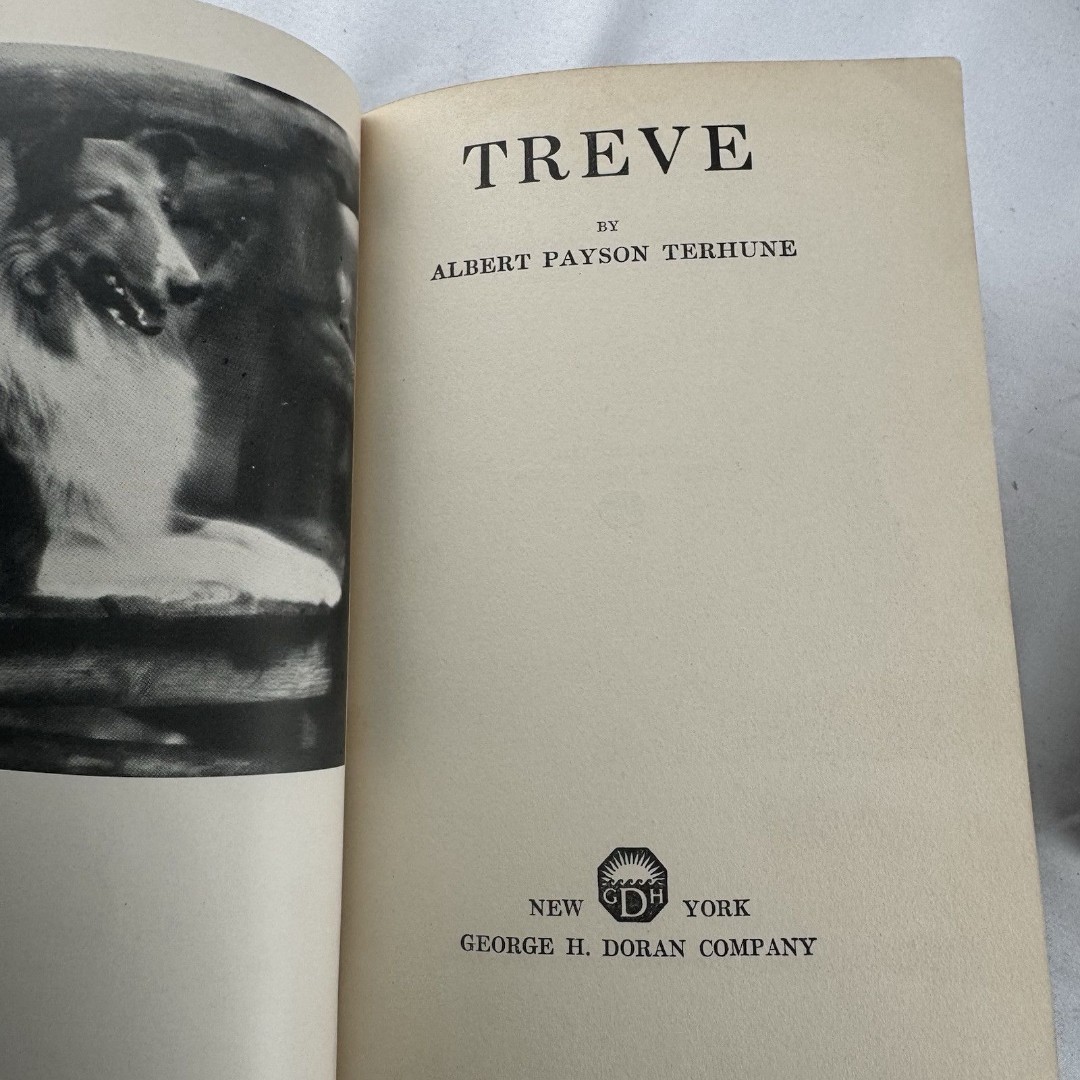 TREVE
BY
ALBERT PAYSON TERHUNE
GDH
NEW YORK
GEORGE H. DORAN COMPANY